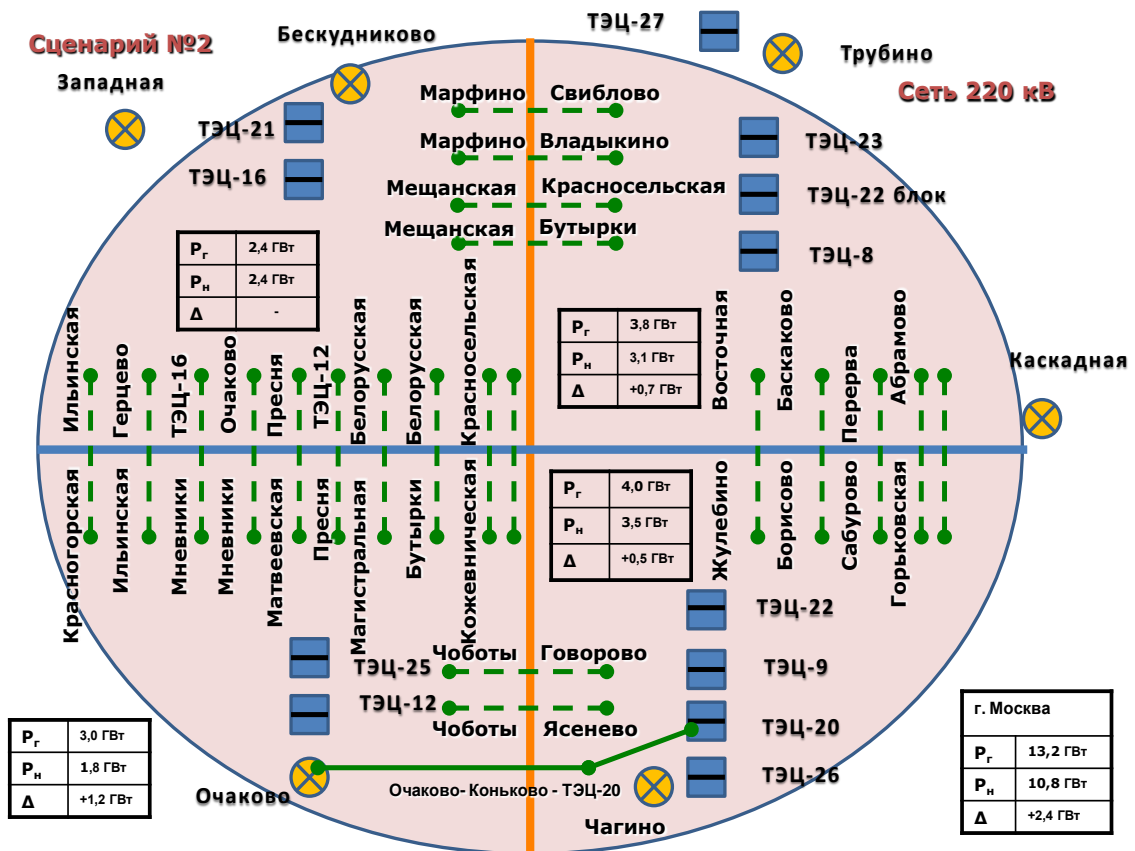 Сценарий №2
Западная
Бескудниково
ТЭЦ-27
Трубино
Сеть 220 кВ
ТЭЦ-21
ТЭЦ-16
Марфино Свиблово
Марфино Владыкино
Мещанская Красносельская
Мещанская Бутырки
ТЭЦ-23
ТЭЦ-22 блок
ТЭЦ-8
Pг 2,4 ГВт
Pн 2,4 ГВт
Δ -
Pг 3,8 ГВт
Pн 3,1 ГВт
Δ +0,7 ГВт
Ильинская
Герцево
ТЭЦ-16
Очаково
Пресня
ТЭЦ-12
Белорусская
Белорусская
Красносельская
Восточная
Баскаково
Перерва
Абрамово
Каскадная
Красногорская
Ильинская
Мневники
Мневники
Матвеевская
Пресня
Магистральная
Бутырки
Кожевническая
Жулебино
Борисово
Сабурово
Горьковская
Pг 4,0 ГВт
Pн 3,5 ГВт
Δ +0,5 ГВт
ТЭЦ-25
ТЭЦ-12
Чоботы Говорово
Чоботы Ясенево
ТЭЦ-22
ТЭЦ-9
ТЭЦ-20
ТЭЦ-26
Очаково
Очаково- Коньково - ТЭЦ-20
Чагино
Pг 3,0 ГВт
Pн 1,8 ГВт
Δ +1,2 ГВт
г. Москва
Pг 13,2 ГВт
Pн 10,8 ГВт
Δ +2,4 ГВт